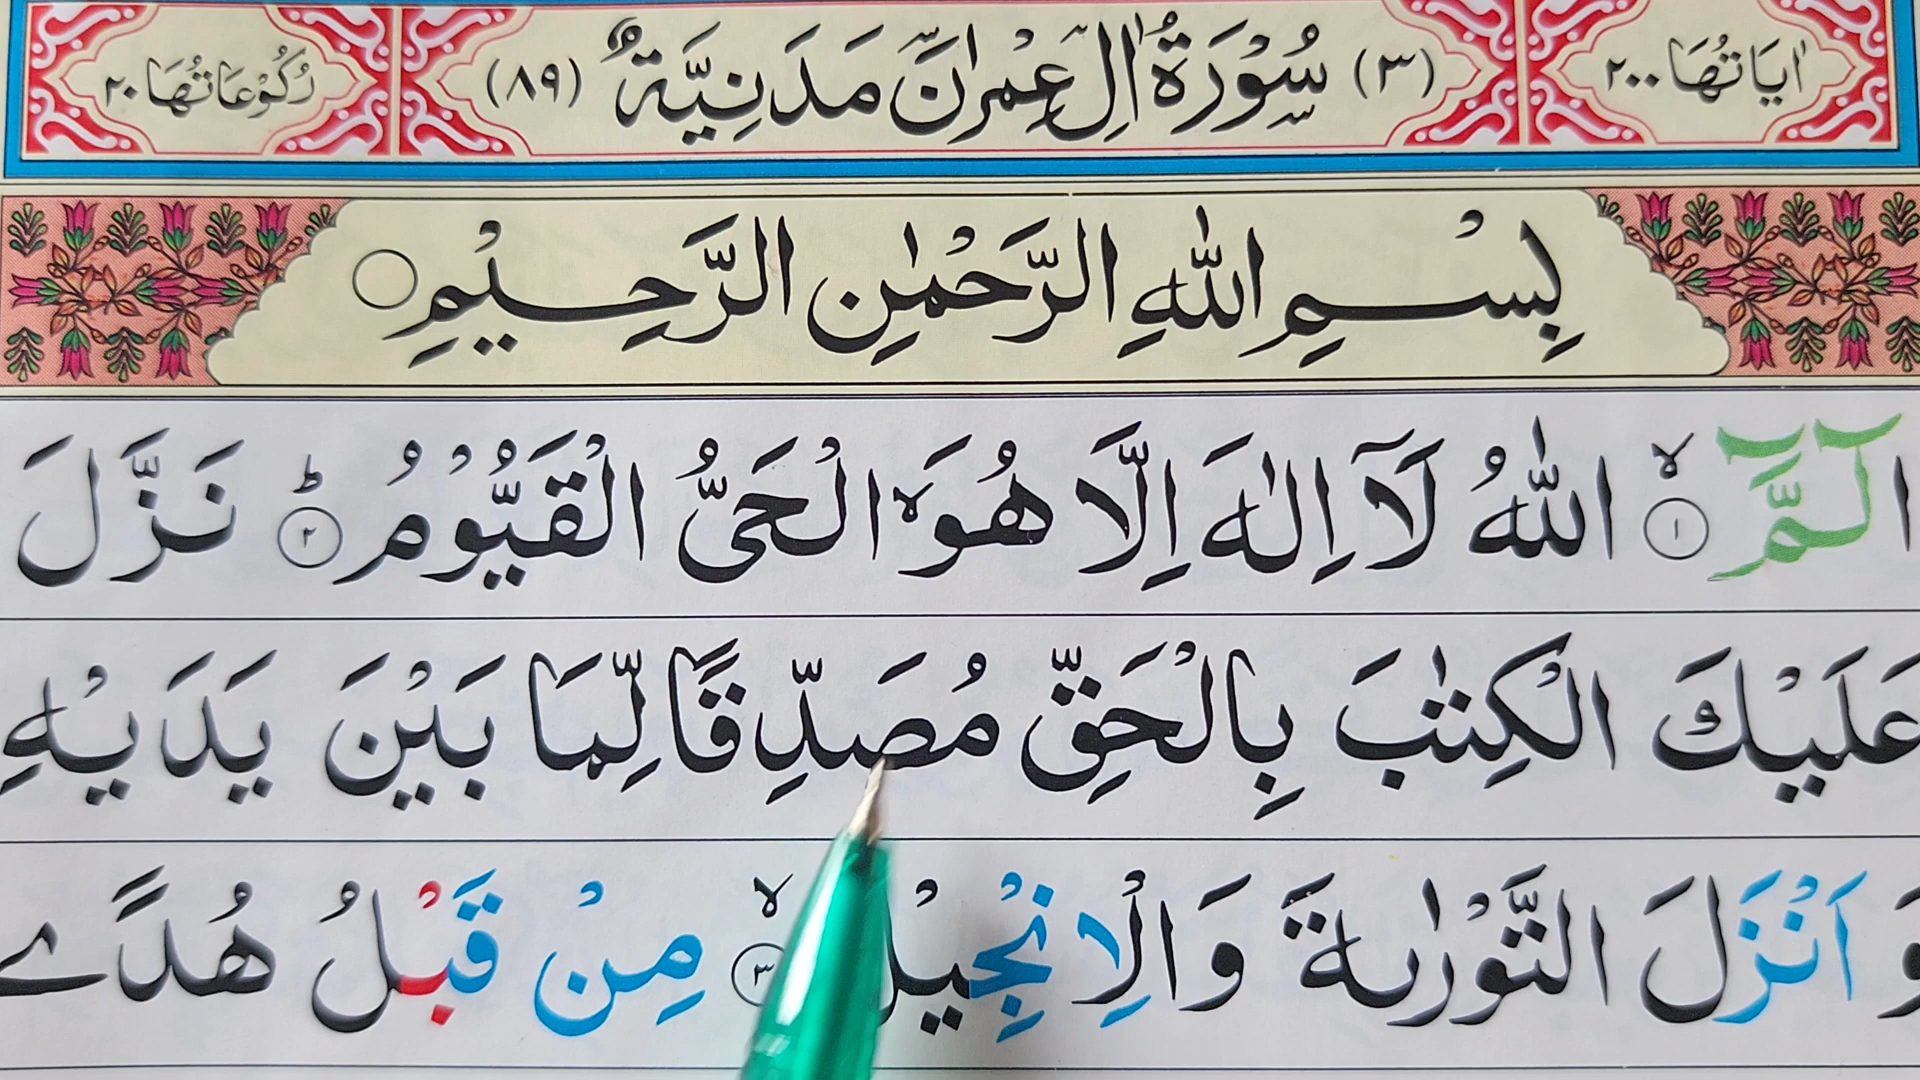 اٰيَاتُهَا ٢٠٠ (٣) سُوْرَةُ اٰلِ عِمْرٰنَ مَدَنِيَّةٌ (٨٩) رُكُوْعَاتُهَا ٢٠
بِسْمِ اللّٰهِ الرَّحْمٰنِ الرَّحِيْمِ
الٓمّٓ ۙ١ اللّٰهُ لَاۤ اِلٰهَ اِلَّا هُوَ ۙ الْحَىُّ الْقَيُّوْمُ ؕ٢ نَزَّلَ
عَلَيْكَ الْكِتٰبَ بِالْحَقِّ مُصَدِّقًا لِّمَا بَيْنَ يَدَيْهِ
وَ اَنْزَلَ التَّوْرٰىةَ وَالْاِنْجِيْلَ ۙ٣ مِنْ قَبْلُ هُدًے